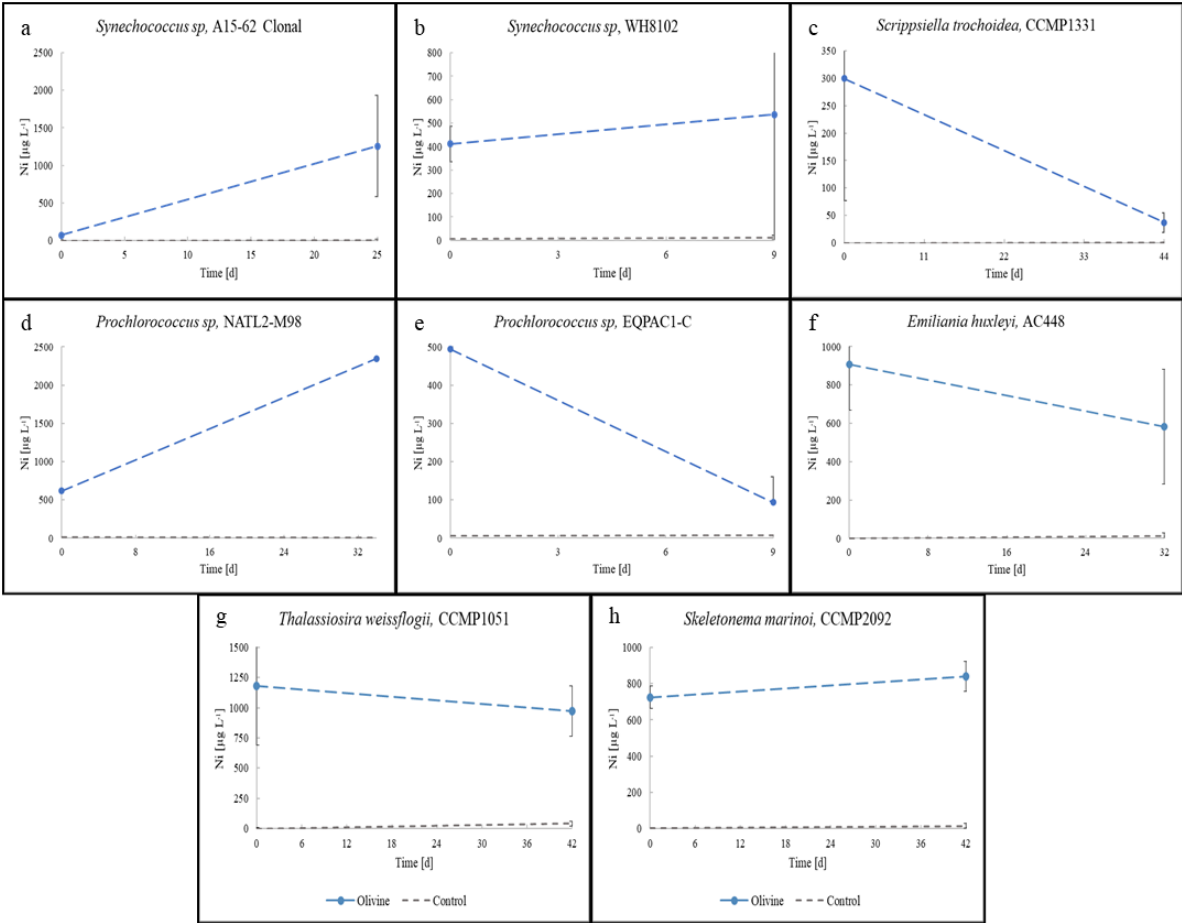 a
Synechococcus sp, A15-62 Clonal
2500
2000
1500
1000
500
0
Ni [µg L⁻¹]
0 5 10 15 20 25
Time [d]
b
Synechococcus sp, WH8102
800
700
600
500
400
300
200
100
0
Ni [µg L⁻¹]
0 3 6 9
Time [d]
c
Scrippsiella trochoidea, CCMP1331
350
300
250
200
150
100
50
0
Ni [µg L⁻¹]
0 11 22 33 44
Time [d]
d
Prochlorococcus sp, NATL2-M98
2500
2000
1500
1000
500
0
Ni [µg L⁻¹]
0 8 16 24 32
Time [d]
e
Prochlorococcus sp, EQPAC1-C
500
400
300
200
100
0
Ni [µg L⁻¹]
0 3 6 9
Time [d]
f
Emiliania huxleyi, AC448
1000
800
600
400
200
0
Ni [µg L⁻¹]
0 8 16 24 32
Time [d]
g
Thalassiosira weissflogii, CCMP1051
1500
1250
1000
750
500
250
0
Ni [µg L⁻¹]
0 6 12 18 24 30 36 42
Time [d]
Olivine Control
h
Skeletonema marinoi, CCMP2092
1000
800
600
400
200
0
Ni [µg L⁻¹]
0 6 12 18 24 30 36 42
Time [d]
Olivine Control